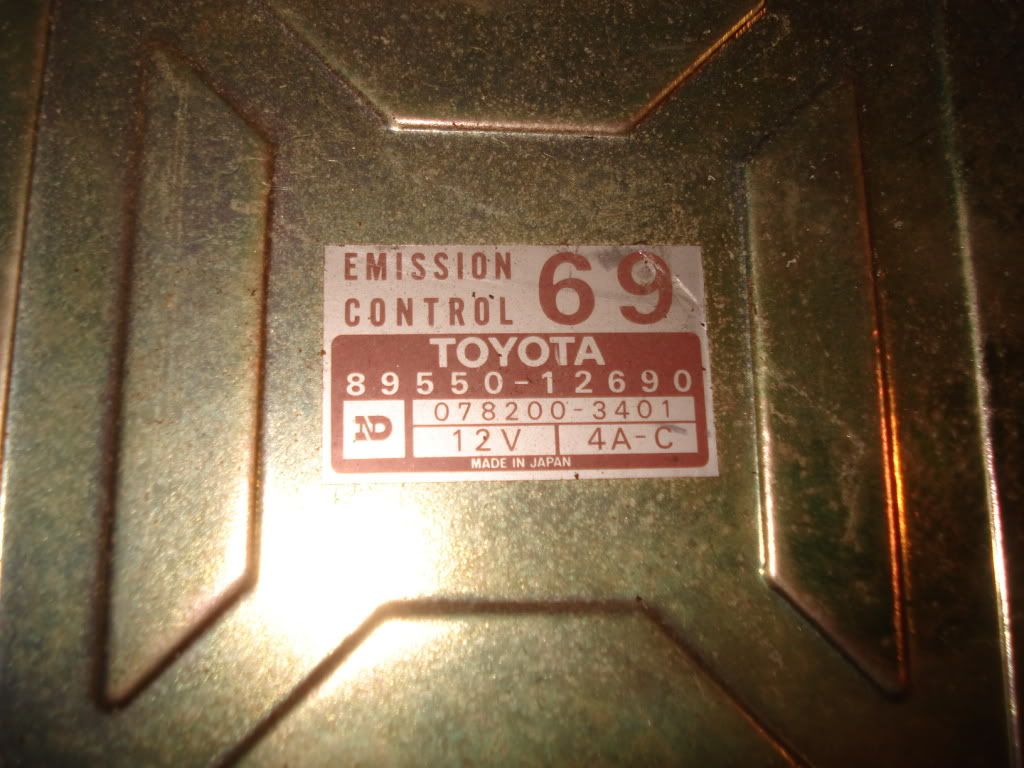 EMISSION
CONTROL 69
TOYOTA
89550-12690
ND 078200-3401
12V 4A-C
MADE IN JAPAN